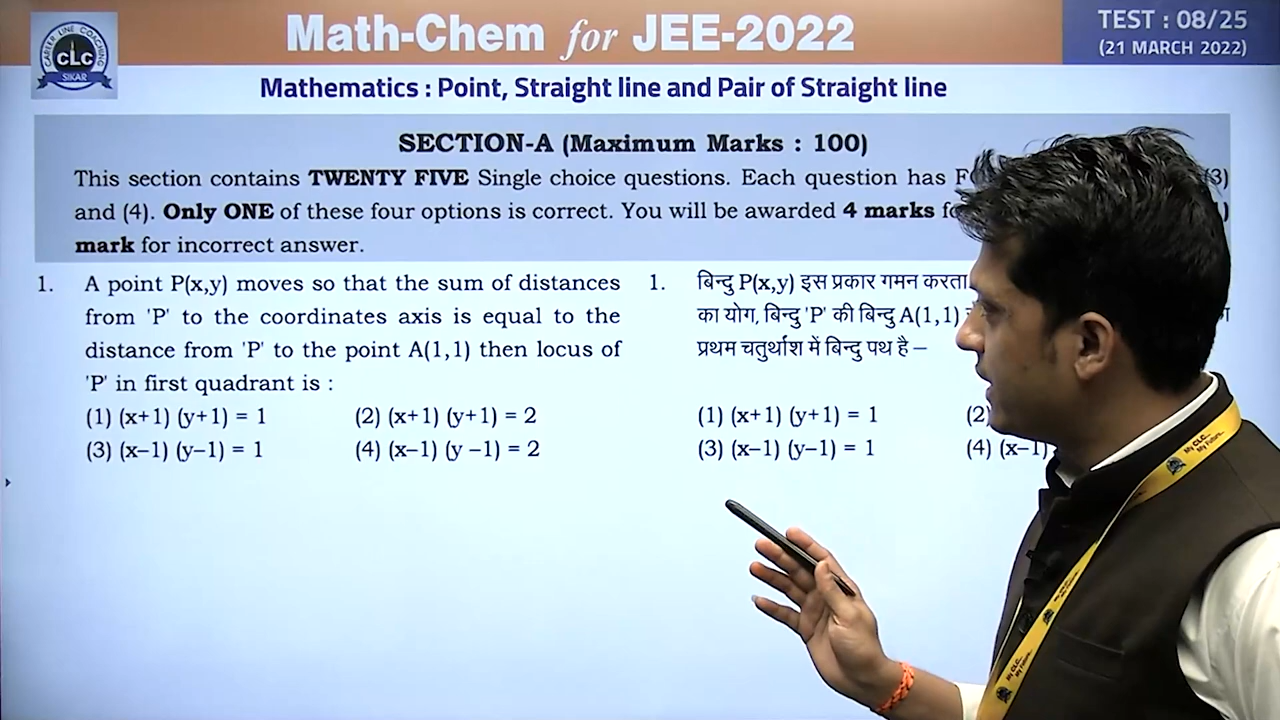 Math-Chem for JEE-2022
TEST : 08/25
(21 MARCH 2022)
CAREER LINE COACHING
CLC
SIKAR
Mathematics : Point, Straight line and Pair of Straight line
SECTION-A (Maximum Marks : 100)
This section contains TWENTY FIVE Single choice questions. Each question has
and (4). Only ONE of these four options is correct. You will be awarded 4 marks
mark for incorrect answer.
1. A point P(x,y) moves so that the sum of distances
from 'P' to the coordinates axis is equal to the
distance from 'P' to the point A(1,1) then locus of
'P' in first quadrant is :
(1) (x+1) (y+1) = 1 (2) (x+1) (y+1) = 2
(3) (x–1) (y–1) = 1 (4) (x–1) (y –1) = 2
1. बिन्दु P(x,y) इस प्रकार गमन करता
का योग, बिन्दु 'P' की बिन्दु A(1,1)
प्रथम चतुर्थाश में बिन्दु पथ है –
(1) (x+1) (y+1) = 1 (2)
(3) (x–1) (y–1) = 1 (4) (x–1)
My CLC...
My Future...